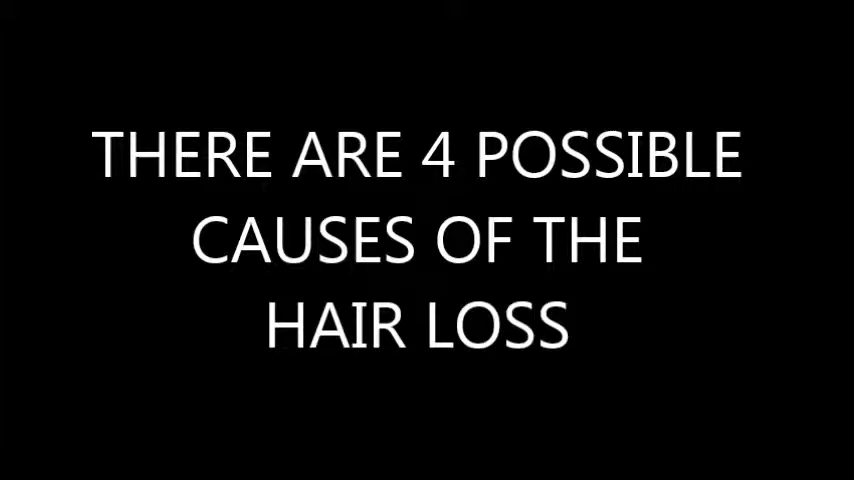 THERE ARE 4 POSSIBLE
CAUSES OF THE
HAIR LOSS